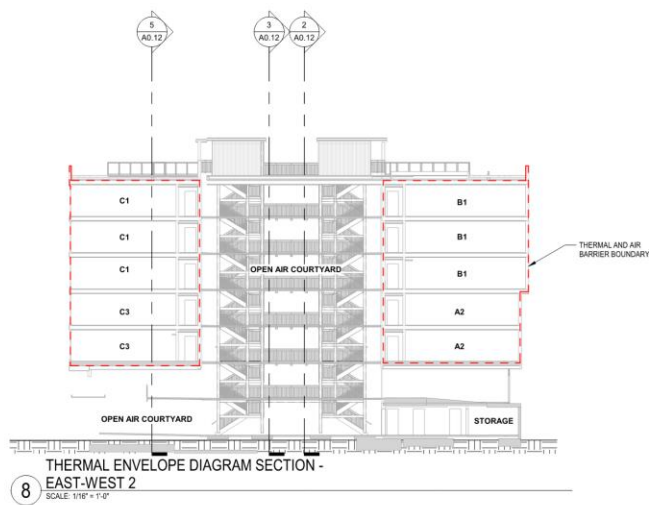 5
A0.12
3
A0.12
2
A0.12
C1
B1
C1
B1
THERMAL AND AIR
BARRIER BOUNDARY
C1
OPEN AIR COURTYARD
B1
C3
A2
C3
A2
OPEN AIR COURTYARD
STORAGE
THERMAL ENVELOPE DIAGRAM SECTION -
EAST-WEST 2
8
SCALE: 1/16" = 1'-0"